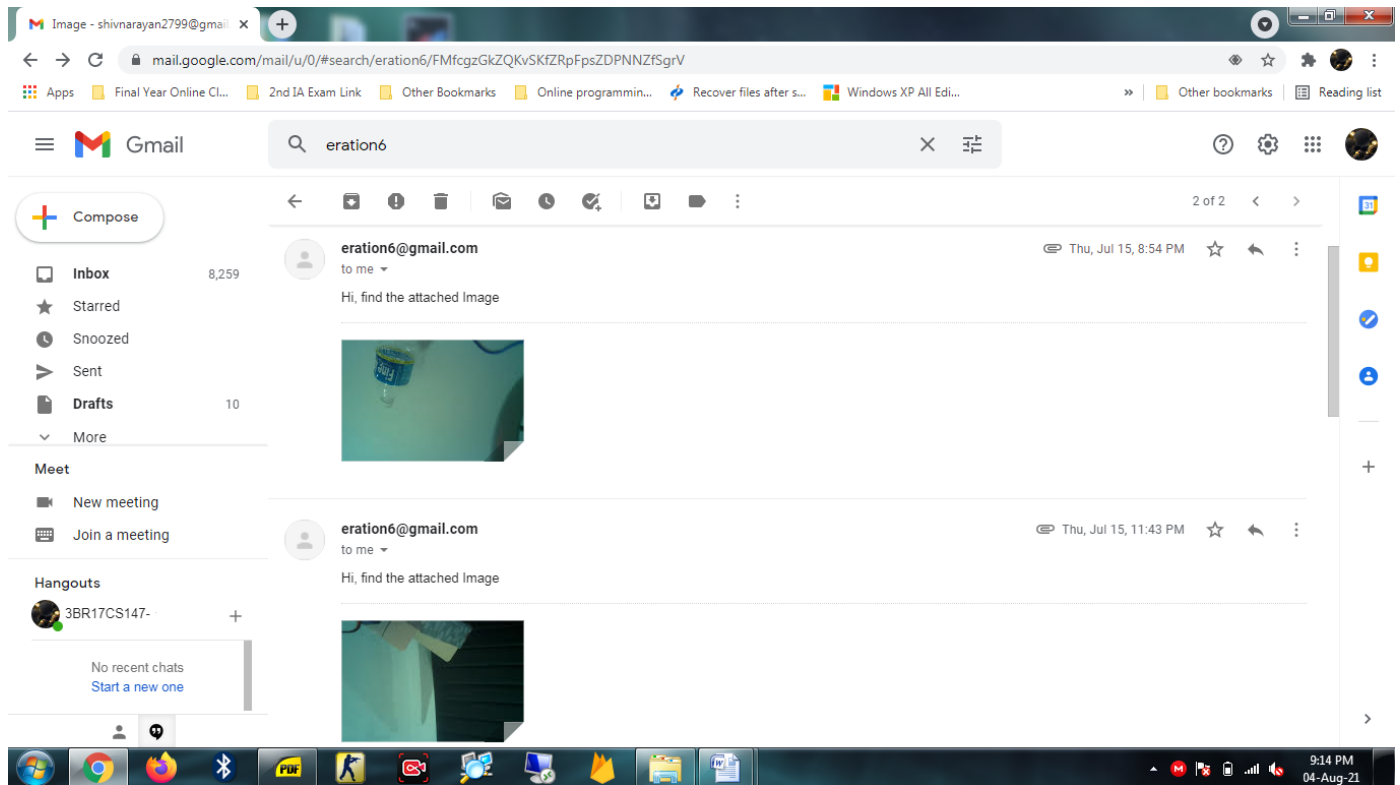 Image - shivnarayan2799@gmail
mail.google.com/mail/u/0/#search/eration6/FMfcgzGkZQKvSKfZRpFpsZDPNNZfSgrV
Apps Final Year Online Cl... 2nd IA Exam Link Other Bookmarks Online programmin... Recover files after s... Windows XP All Edi... » Other bookmarks Reading list
Gmail eration6
Compose 2 of 2
31
eration6@gmail.com Thu, Jul 15, 8:54 PM
to me
Hi, find the attached Image
Inbox 8,259
Starred
Snoozed
Sent
Drafts 10
More
Fine
Meet
New meeting
Join a meeting
eration6@gmail.com Thu, Jul 15, 11:43 PM
to me
Hi, find the attached Image
Hangouts
3BR17CS147-
No recent chats
Start a new one
PDF
9:14 PM
04-Aug-21